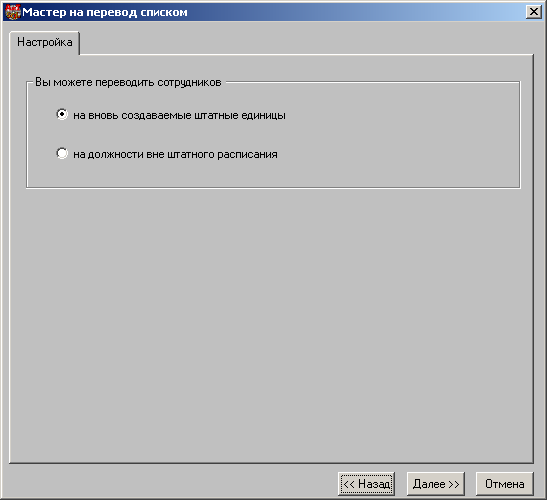 Мастер на перевод списком
Настройка
Вы можете переводить сотрудников
на вновь создаваемые штатные единицы
на должности вне штатного расписания
<< Назад
Далее >>
Отмена